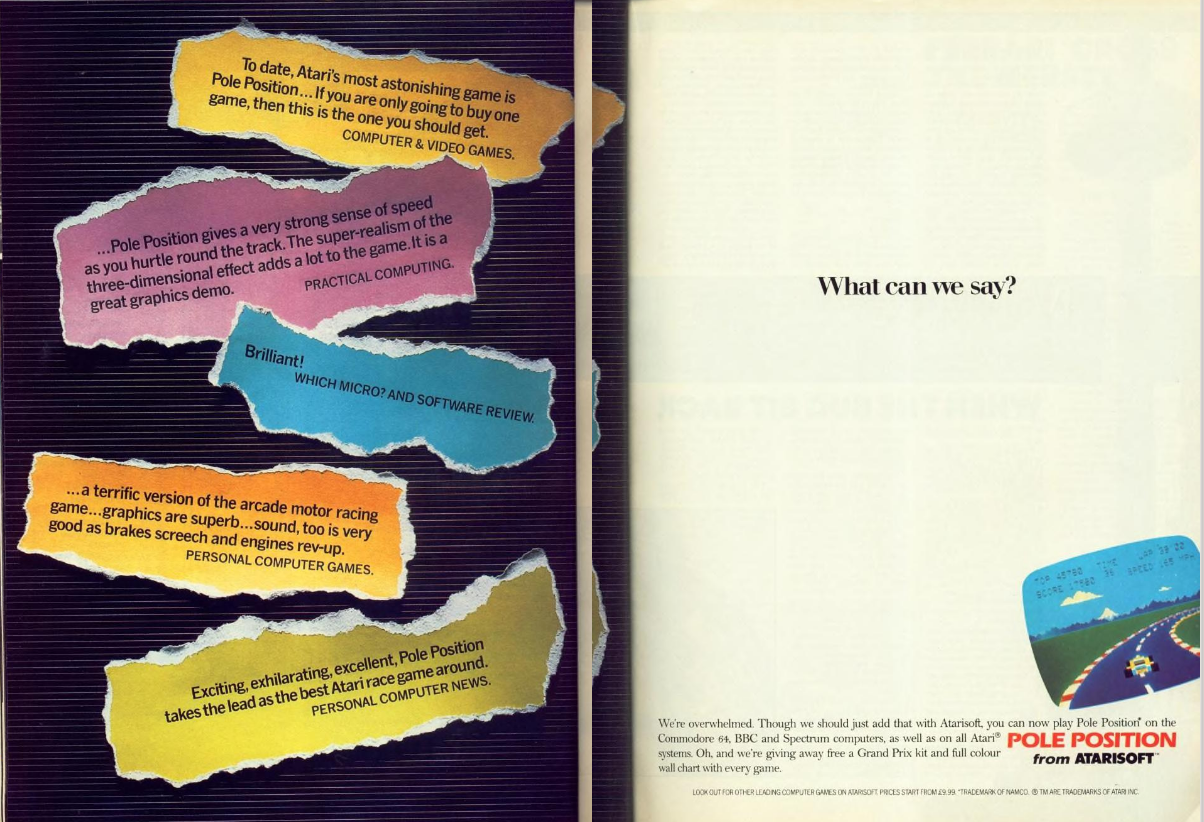 To date, Atari's most astonishing game is
Pole Position... If you are only going to buy one
game, then this is the one you should get.
COMPUTER & VIDEO GAMES.
...Pole Position gives a very strong sense of speed
as you hurtle round the track. The super-realism of the
three-dimensional effect adds a lot to the game. It is a
great graphics demo.
PRACTICAL COMPUTING.
Brilliant!
WHICH MICRO? AND SOFTWARE REVIEW.
...a terrific version of the arcade motor racing
game...graphics are superb...sound, too is very
good as brakes screech and engines rev-up.
PERSONAL COMPUTER GAMES.
Exciting, exhilarating, excellent, Pole Position
takes the lead as the best Atari race game around.
PERSONAL COMPUTER NEWS.
What can we say?
TOP 45780 TIME LAP
SCORE SPEED
We're overwhelmed. Though we should just add that with Atarisoft, you can now play Pole Position* on the
Commodore 64, BBC and Spectrum computers, as well as on all Atari®
systems. Oh, and we're giving away free a Grand Prix kit and full colour
wall chart with every game.
POLE POSITION
from ATARISOFT™
LOOK OUT FOR OTHER LEADING COMPUTER GAMES ON ATARISOFT. PRICES START FROM £9.99. *TRADEMARK OF NAMCO. ® TM ARE TRADEMARKS OF ATARI INC.